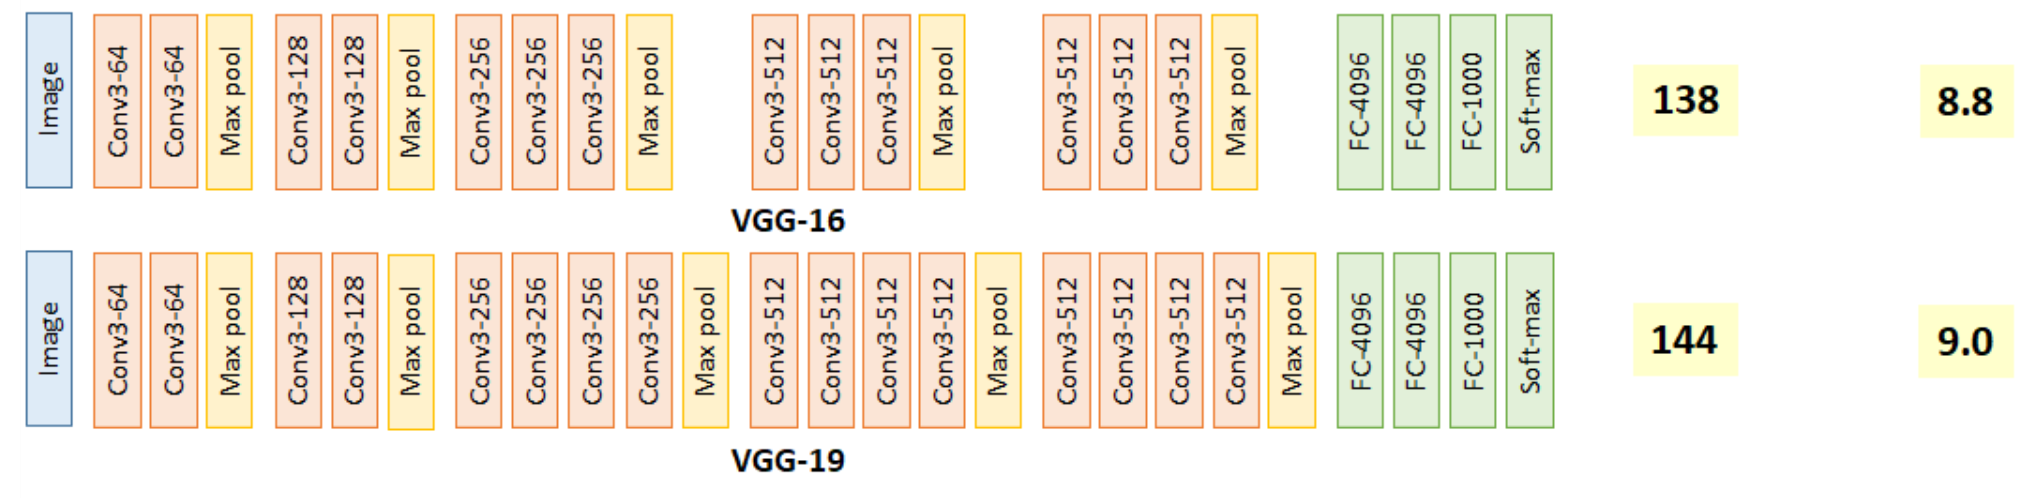 Image Conv3-64 Conv3-64 Max pool Conv3-128 Conv3-128 Max pool Conv3-256 Conv3-256 Conv3-256 Max pool Conv3-512 Conv3-512 Conv3-512 Max pool Conv3-512 Conv3-512 Conv3-512 Max pool FC-4096 FC-4096 FC-1000 Soft-max 138 8.8
VGG-16
Image Conv3-64 Conv3-64 Max pool Conv3-128 Conv3-128 Max pool Conv3-256 Conv3-256 Conv3-256 Conv3-256 Max pool Conv3-512 Conv3-512 Conv3-512 Conv3-512 Max pool Conv3-512 Conv3-512 Conv3-512 Conv3-512 Max pool FC-4096 FC-4096 FC-1000 Soft-max 144 9.0
VGG-19